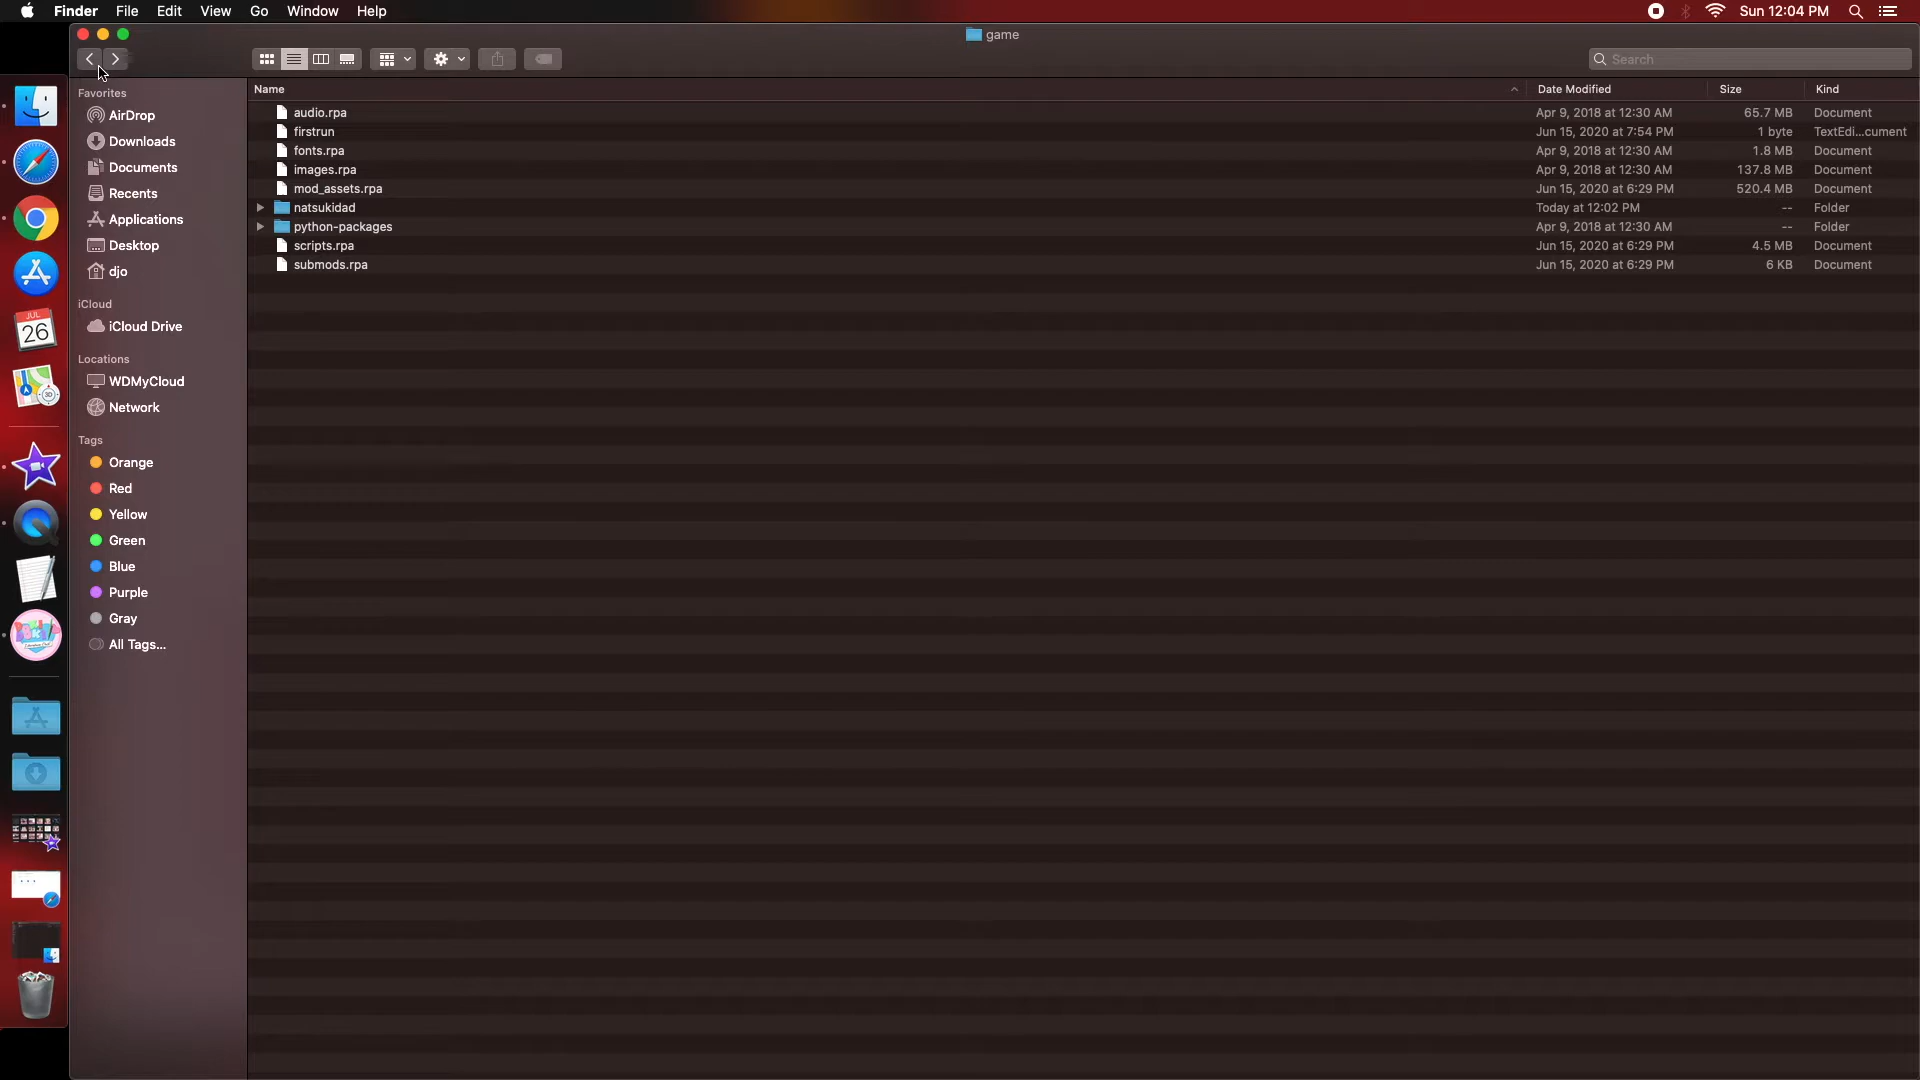 Finder File Edit View Go Window Help Sun 12:04 PM
game
Search
Favorites
AirDrop
Downloads
Documents
Recents
Applications
Desktop
djo
iCloud
iCloud Drive
Locations
WDMyCloud
Network
Tags
Orange
Red
Yellow
Green
Blue
Purple
Gray
All Tags...
Name Date Modified Size Kind
audio.rpa Apr 9, 2018 at 12:30 AM 65.7 MB Document
firstrun Jun 15, 2020 at 7:54 PM 1 byte TextEdi...cument
fonts.rpa Apr 9, 2018 at 12:30 AM 1.8 MB Document
images.rpa Apr 9, 2018 at 12:30 AM 137.8 MB Document
mod_assets.rpa Jun 15, 2020 at 6:29 PM 520.4 MB Document
natsukidad Today at 12:02 PM -- Folder
python-packages Apr 9, 2018 at 12:30 AM -- Folder
scripts.rpa Jun 15, 2020 at 6:29 PM 4.5 MB Document
submods.rpa Jun 15, 2020 at 6:29 PM 6 KB Document
JUL
26
3D